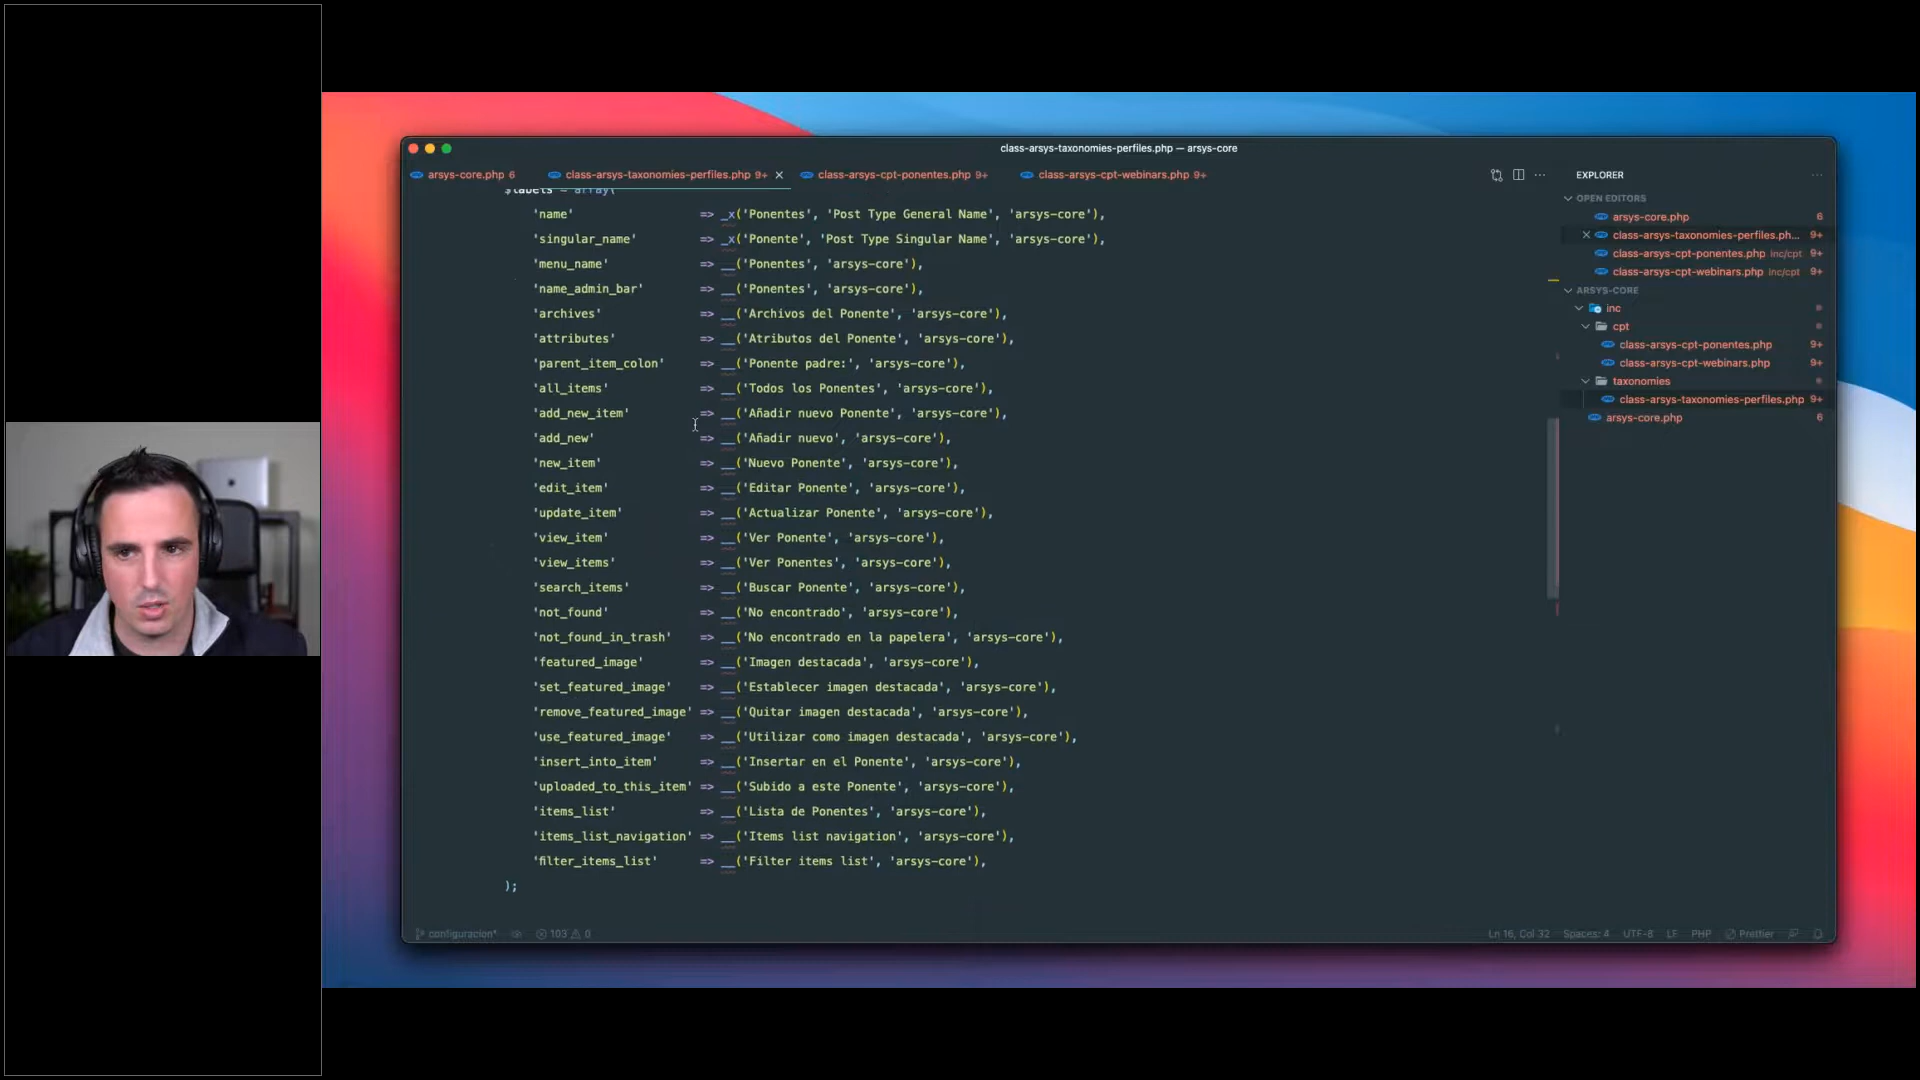 class-arsys-taxonomies-perfiles.php — arsys-core
arsys-core.php 6
class-arsys-taxonomies-perfiles.php 9+
class-arsys-cpt-ponentes.php 9+
class-arsys-cpt-webinars.php 9+
$labels = array(
'name' => _x('Ponentes', 'Post Type General Name', 'arsys-core'),
'singular_name' => _x('Ponente', 'Post Type Singular Name', 'arsys-core'),
'menu_name' => __('Ponentes', 'arsys-core'),
'name_admin_bar' => __('Ponentes', 'arsys-core'),
'archives' => __('Archivos del Ponente', 'arsys-core'),
'attributes' => __('Atributos del Ponente', 'arsys-core'),
'parent_item_colon' => __('Ponente padre:', 'arsys-core'),
'all_items' => __('Todos los Ponentes', 'arsys-core'),
'add_new_item' => __('Añadir nuevo Ponente', 'arsys-core'),
'add_new' => __('Añadir nuevo', 'arsys-core'),
'new_item' => __('Nuevo Ponente', 'arsys-core'),
'edit_item' => __('Editar Ponente', 'arsys-core'),
'update_item' => __('Actualizar Ponente', 'arsys-core'),
'view_item' => __('Ver Ponente', 'arsys-core'),
'view_items' => __('Ver Ponentes', 'arsys-core'),
'search_items' => __('Buscar Ponente', 'arsys-core'),
'not_found' => __('No encontrado', 'arsys-core'),
'not_found_in_trash' => __('No encontrado en la papelera', 'arsys-core'),
'featured_image' => __('Imagen destacada', 'arsys-core'),
'set_featured_image' => __('Establecer imagen destacada', 'arsys-core'),
'remove_featured_image' => __('Quitar imagen destacada', 'arsys-core'),
'use_featured_image' => __('Utilizar como imagen destacada', 'arsys-core'),
'insert_into_item' => __('Insertar en el Ponente', 'arsys-core'),
'uploaded_to_this_item' => __('Subido a este Ponente', 'arsys-core'),
'items_list' => __('Lista de Ponentes', 'arsys-core'),
'items_list_navigation' => __('Items list navigation', 'arsys-core'),
'filter_items_list' => __('Filter items list', 'arsys-core'),
);
EXPLORER
OPEN EDITORS
arsys-core.php 6
class-arsys-taxonomies-perfiles.ph... 9+
class-arsys-cpt-ponentes.php inc/cpt 9+
class-arsys-cpt-webinars.php inc/cpt 9+
ARSYS-CORE
inc
cpt
class-arsys-cpt-ponentes.php 9+
class-arsys-cpt-webinars.php 9+
taxonomies
class-arsys-taxonomies-perfiles.php 9+
arsys-core.php 6
configuracion* 103 0
Ln 16, Col 32 Spaces: 4 UTF-8 LF PHP Prettier